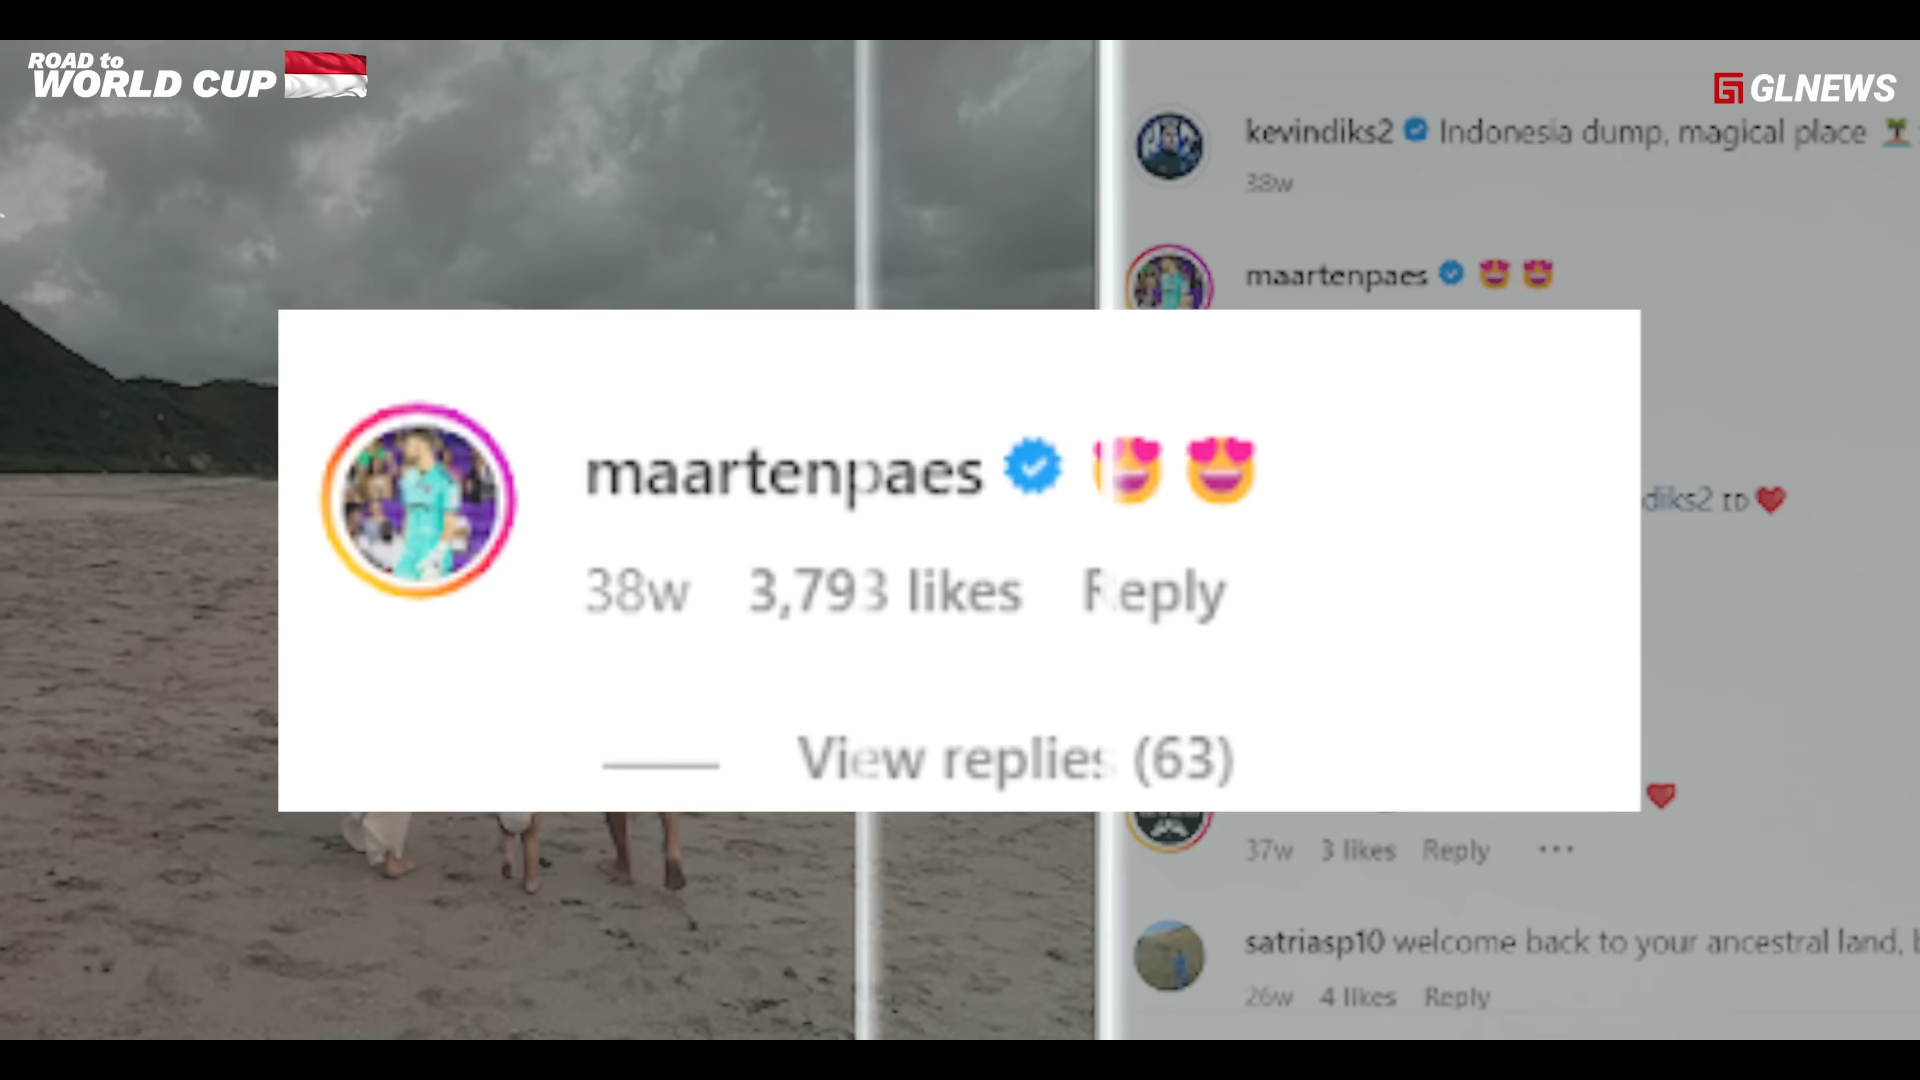 ROAD to
WORLD CUP
GLNEWS
kevindiks2 Indonesia dump, magical place 🏝️
38w
maartenpaes 😍 😍
maartenpaes 😍 😍
38w 3,793 likes Reply
View replies (63)
diks2 ID❤️
❤️
37w 3 likes Reply ...
satriasp10 welcome back to your ancestral land,
26w 4 likes Reply